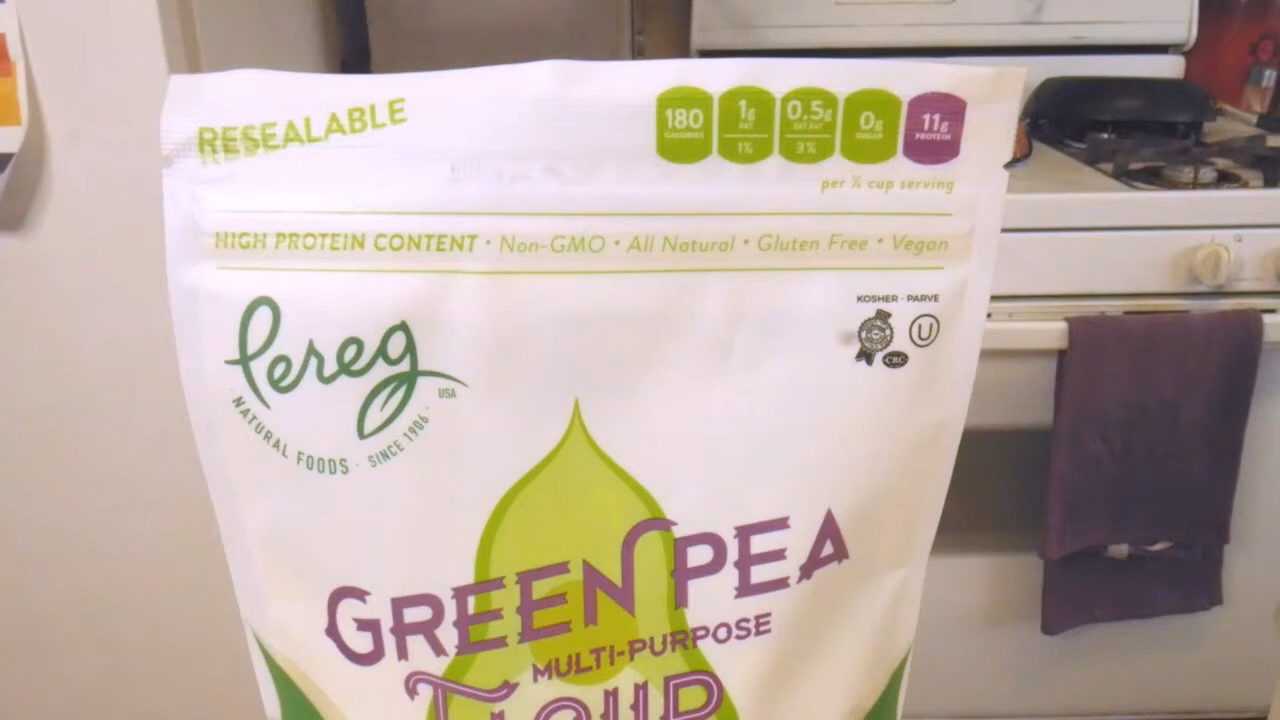 RESEALABLE
180 CALORIES
1g FAT 1%
0.5g SAT FAT 3%
0g SUGAR
11g PROTEIN
per ¼ cup serving
HIGH PROTEIN CONTENT • Non-GMO • All Natural • Gluten Free • Vegan
Pereg
USA
NATURAL FOODS · SINCE 1906 ·
KOSHER - PARVE
U
CRC
GREEN PEA
MULTI-PURPOSE
FLOUR